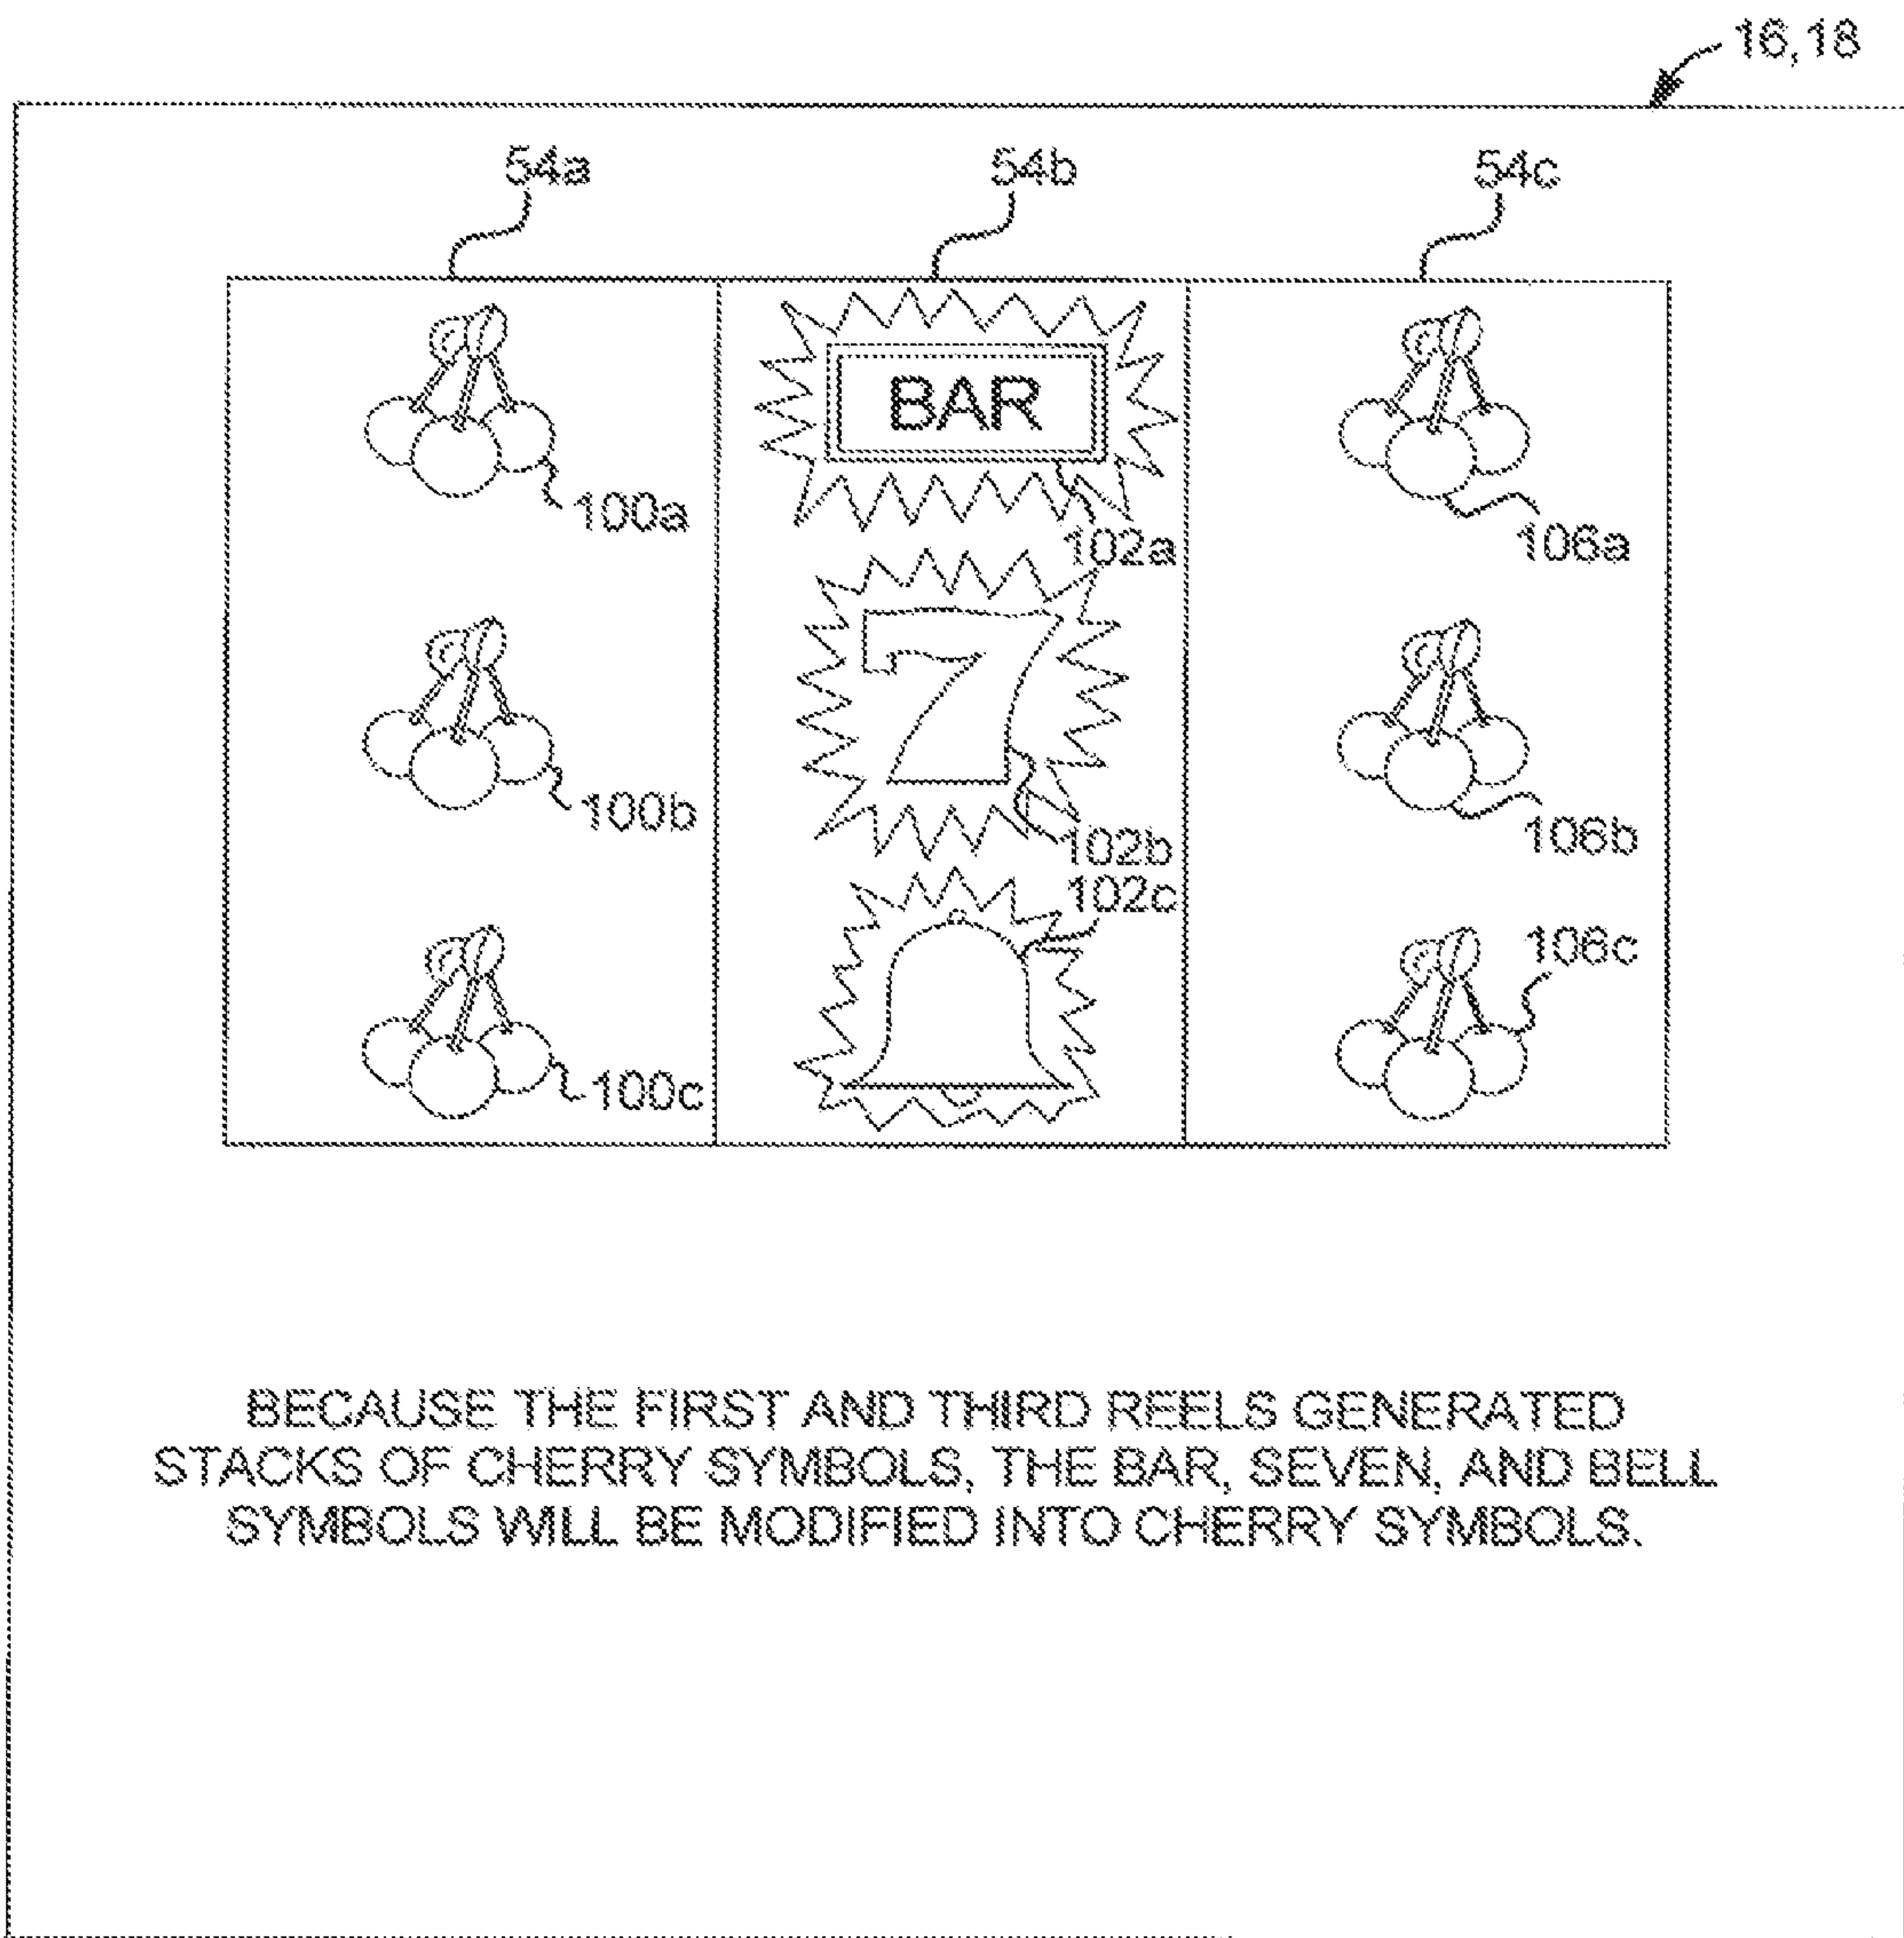 16,18
54a 54b 54c
BAR
100a
102a
106a
7
100b
102b
106b
102c
106c
100c
BECAUSE THE FIRST AND THIRD REELS GENERATED
STACKS OF CHERRY SYMBOLS, THE BAR, SEVEN, AND BELL
SYMBOLS WILL BE MODIFIED INTO CHERRY SYMBOLS.